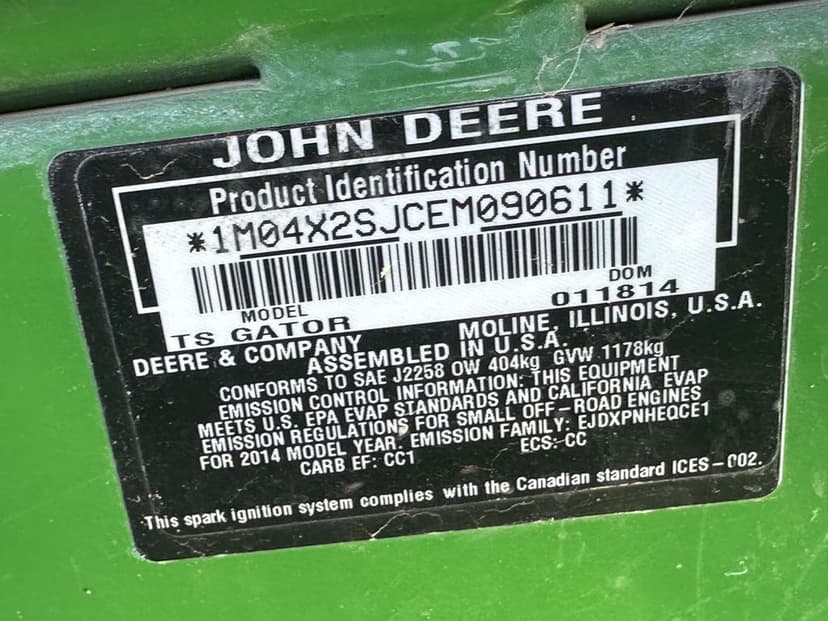 JOHN DEERE
Product Identification Number
*1M04X2SJCEM090611*
MODEL DOM
TS GATOR 011814
DEERE & COMPANY MOLINE, ILLINOIS, U.S.A.
ASSEMBLED IN U.S.A.
CONFORMS TO SAE J2258 OW 404kg GVW 1178kg
EMISSION CONTROL INFORMATION: THIS EQUIPMENT
MEETS U.S. EPA EVAP STANDARDS AND CALIFORNIA EVAP
EMISSION REGULATIONS FOR SMALL OFF-ROAD ENGINES
FOR 2014 MODEL YEAR. EMISSION FAMILY: EJDXPNHEQCE1
CARB EF: CC1 ECS: CC
This spark ignition system complies with the Canadian standard ICES-002.